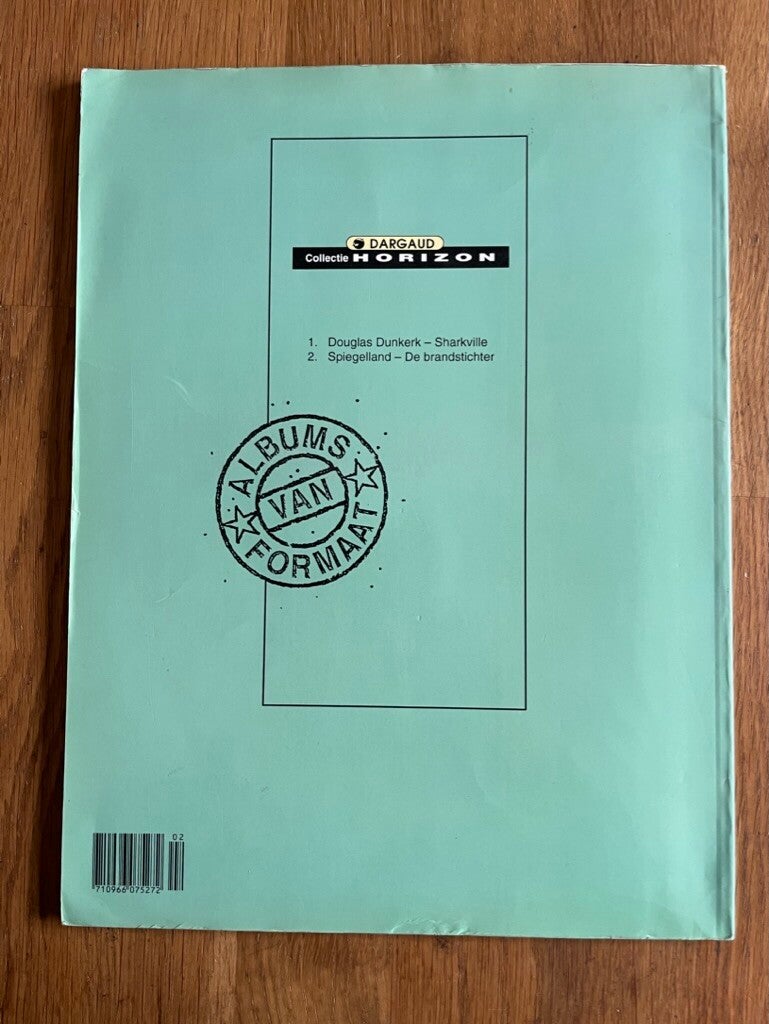 DARGAUD
Collectie HORIZON
1. Douglas Dunkerk – Sharkville
2. Spiegelland – De brandstichter
ALBUMS
VAN
FORMAAT
02
710966 075272